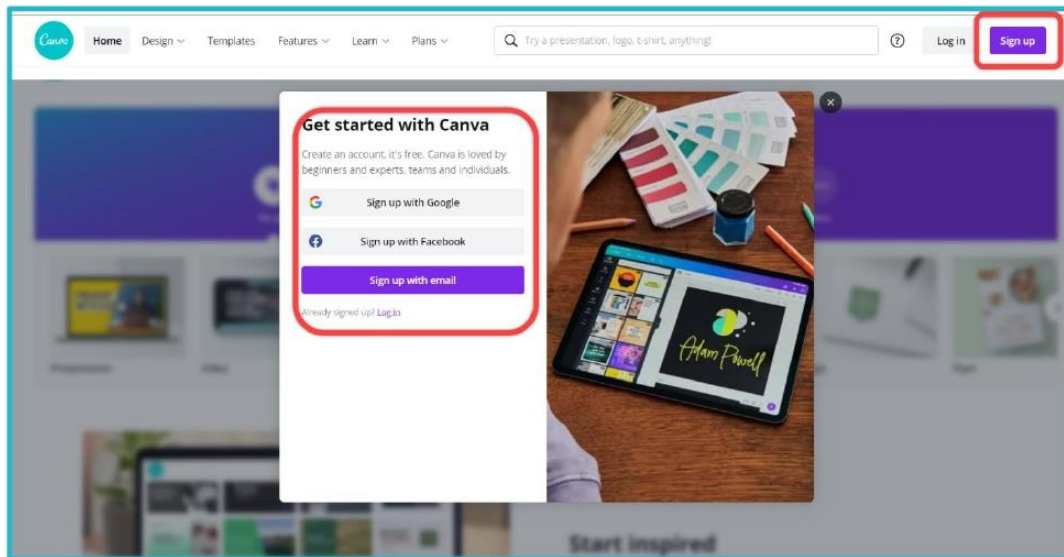 Canva
Home
Design
Templates
Features
Learn
Plans
Try a presentation, logo, t-shirt, anything!
?
Log in
Sign up
Get started with Canva
Create an account, it's free. Canva is loved by
beginners and experts, teams and individuals.
Sign up with Google
Sign up with Facebook
Sign up with email
Already signed up? Log in
Adam Powell
Presentation
Video
Start inspired